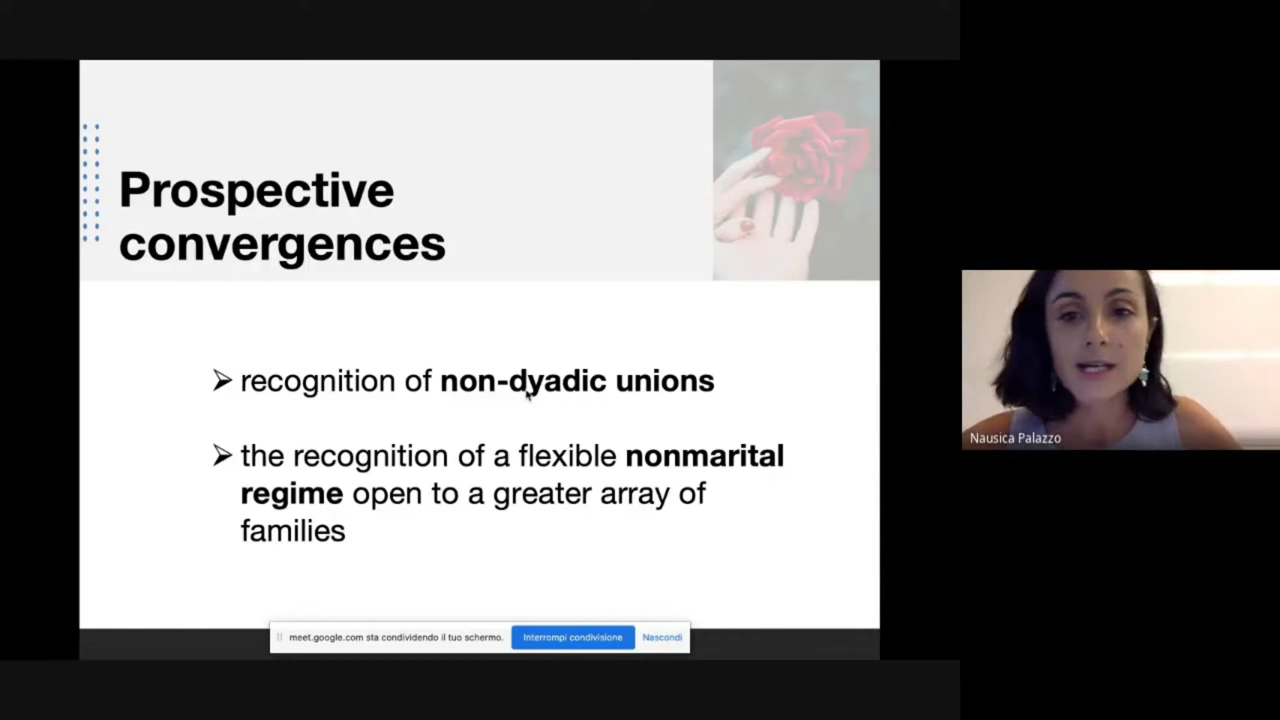 Prospective
convergences
➢ recognition of non-dyadic unions
➢ the recognition of a flexible nonmarital
regime open to a greater array of
families
Nausica Palazzo
meet.google.com sta condividendo il tuo schermo.
Interrompi condivisione
Nascondi